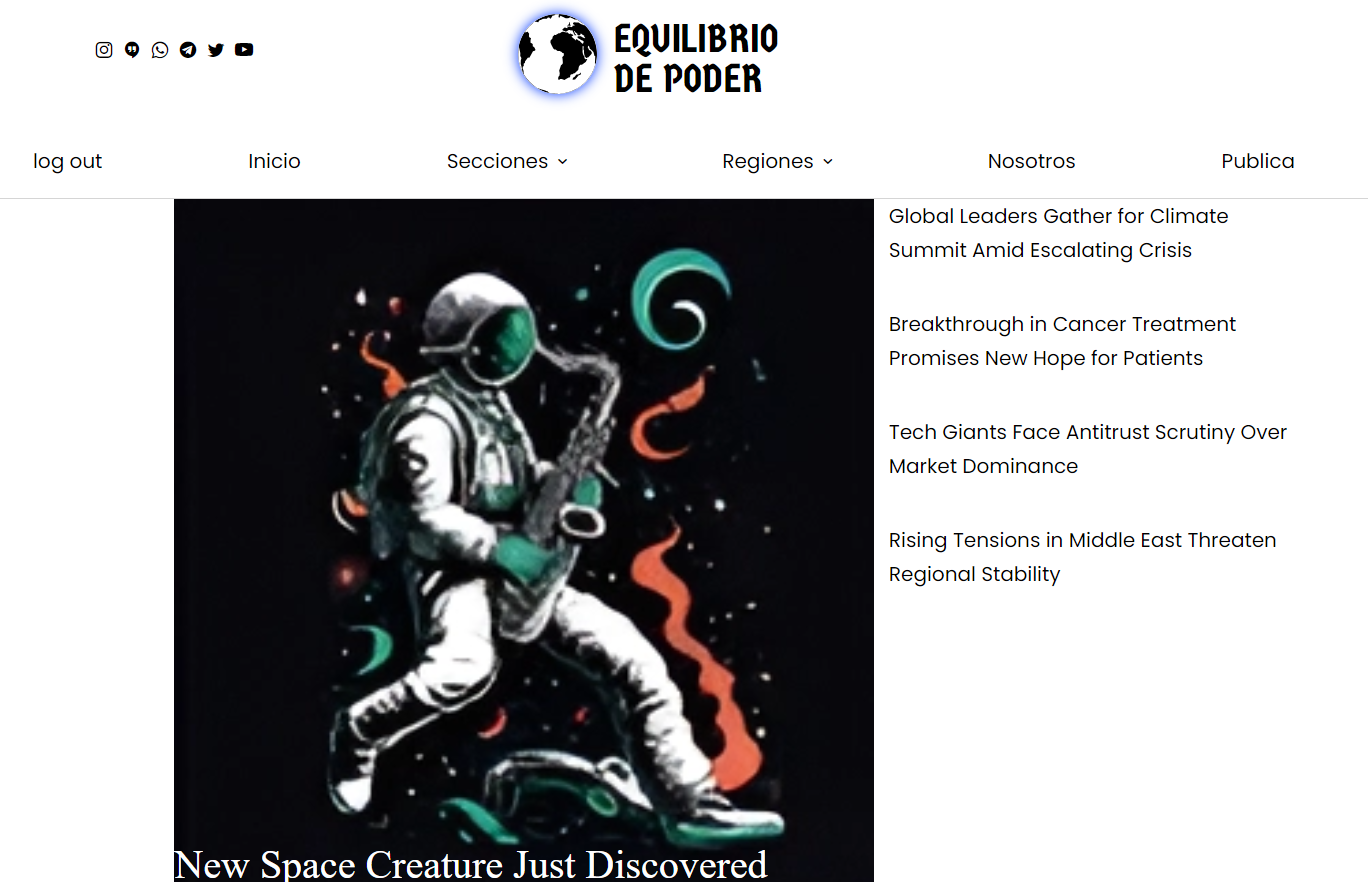 EQUILIBRIO
DE PODER
log out
Inicio
Secciones
Regiones
Nosotros
Publica
Global Leaders Gather for Climate
Summit Amid Escalating Crisis
Breakthrough in Cancer Treatment
Promises New Hope for Patients
Tech Giants Face Antitrust Scrutiny Over
Market Dominance
Rising Tensions in Middle East Threaten
Regional Stability
New Space Creature Just Discovered